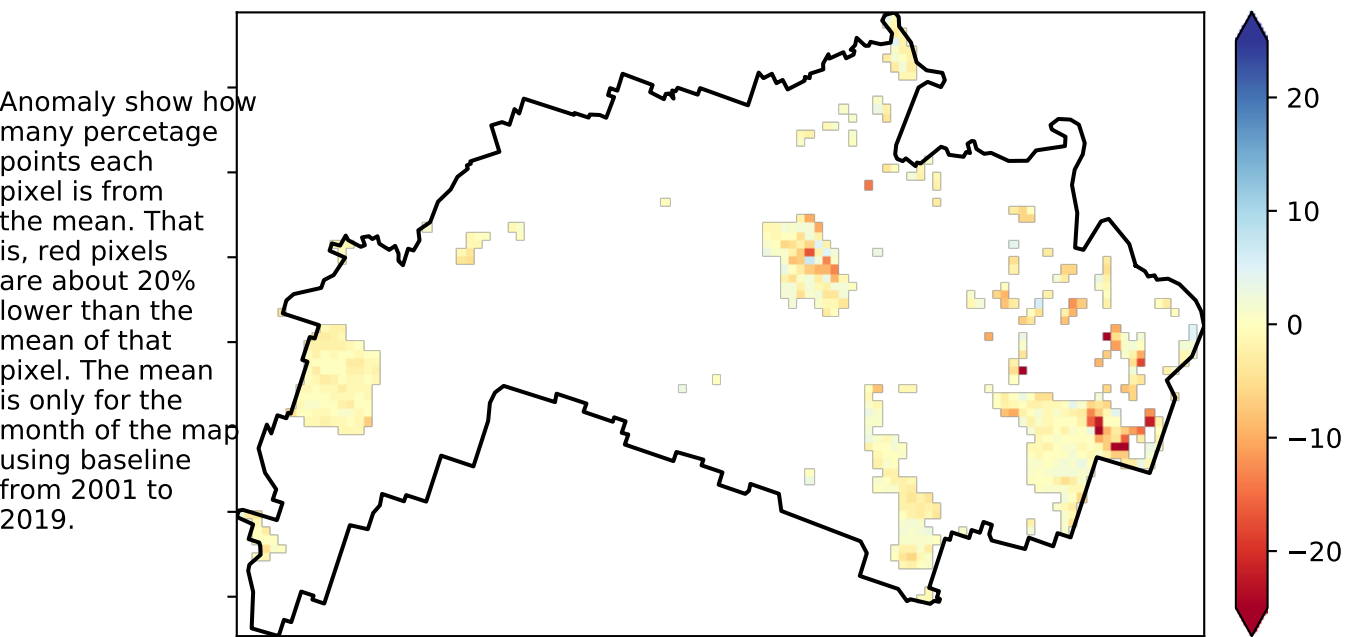 Anomaly show how
many percetage
points each
pixel is from
the mean. That
is, red pixels
are about 20%
lower than the
mean of that
pixel. The mean
is only for the
month of the map
using baseline
from 2001 to
2019.
20
10
0
−10
−20